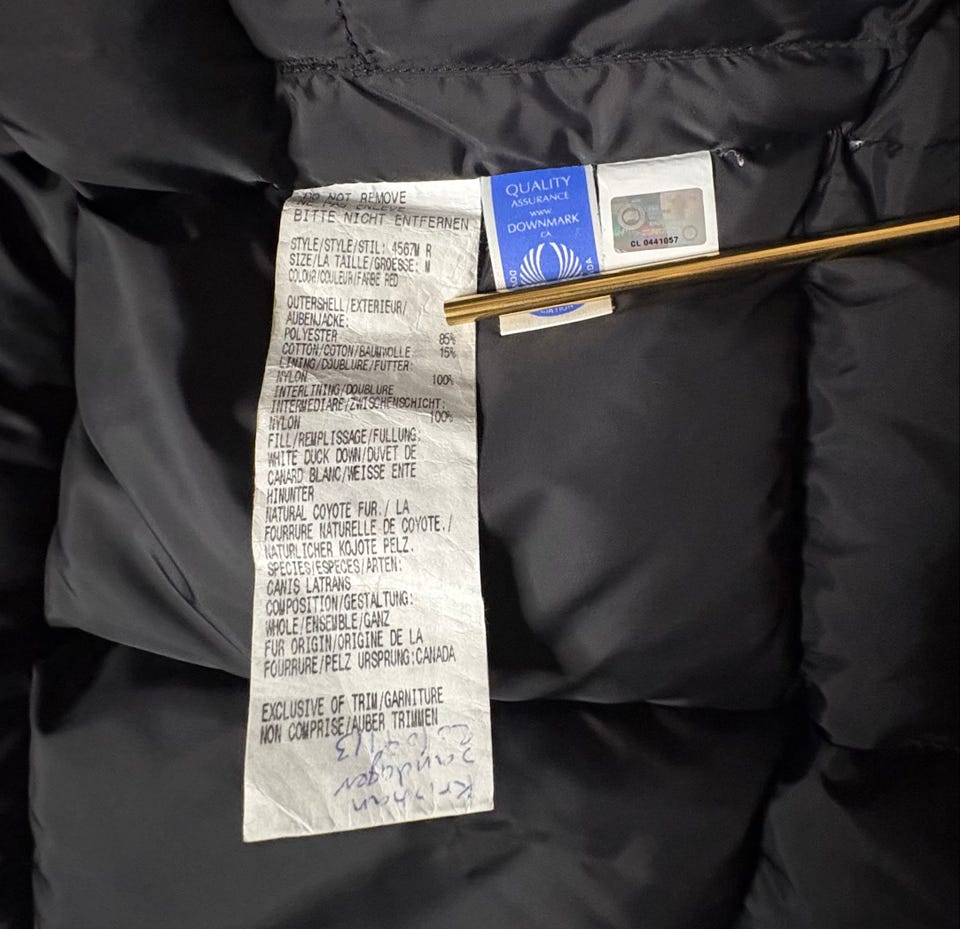 DO NOT REMOVE
BITTE NICHT ENTFERNEN
STYLE/STYLE/STIL: 4567M R
SIZE/LA TAILLE/GROESSE: M
COLOUR/COULEUR/FARBE RED
OUTERSHELL/EXTERIEUR/
AUBENJACKE:
POLYESTER 85%
COTTON/COTON/BAUMWOLLE 15%
LINING/DOUBLURE/FUTTER:
NYLON 100%
INTERLINING/DOUBLURE
INTERMEDIARE/ZWISCHENSCHICHT:
NYLON 100%
FILL/REMPLISSAGE/FULLUNG:
WHITE DUCK DOWN/DUVET DE
CANARD BLANC/WEISSE ENTE
HINUNTER
NATURAL COYOTE FUR./ LA
FOURRURE NATURELLE DE COYOTE./
NATURLICHER KOJOTE PELZ.
SPECIES/ESPECES/ARTEN:
CANIS LATRANS
COMPOSITION/GESTALTUNG:
WHOLE/ENSEMBLE/GANZ
FUR ORIGIN/ORIGINE DE LA
FOURRURE/PELZ URSPRUNG:CANADA
EXCLUSIVE OF TRIM/GARNITURE
NON COMPRISE/AUBER TRIMMEN
QUALITY
ASSURANCE
www
DOWNMARK
CA
CL 0441057